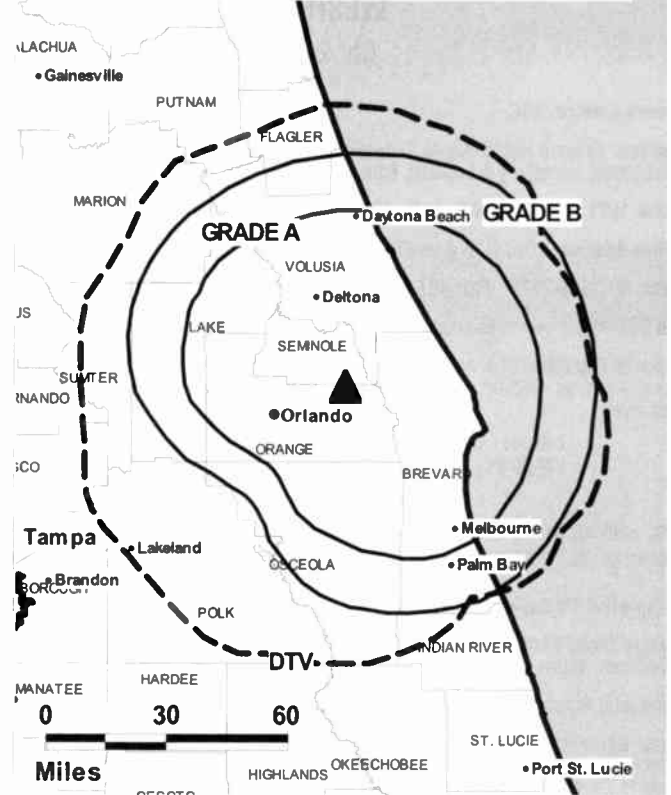 LACHUA
Gainesville
PUTNAM
FLAGLER
MARION
Daytona Beach
GRADE B
GRADE A
VOLUSIA
Deltona
US
LAKE
SEMINOLE
SUMTER
RNANDO
Orlando
ORANGE
SCO
BREVARD
Melbourne
Tampa
Lakeland
OSCEOLA
Palm Bay
Brandon
BOROUGH
POLK
INDIAN RIVER
DTV
HARDEE
MANATEE
0 30 60
Miles
ST. LUCIE
OKEECHOBEE
HIGHLANDS
Port St. Lucie